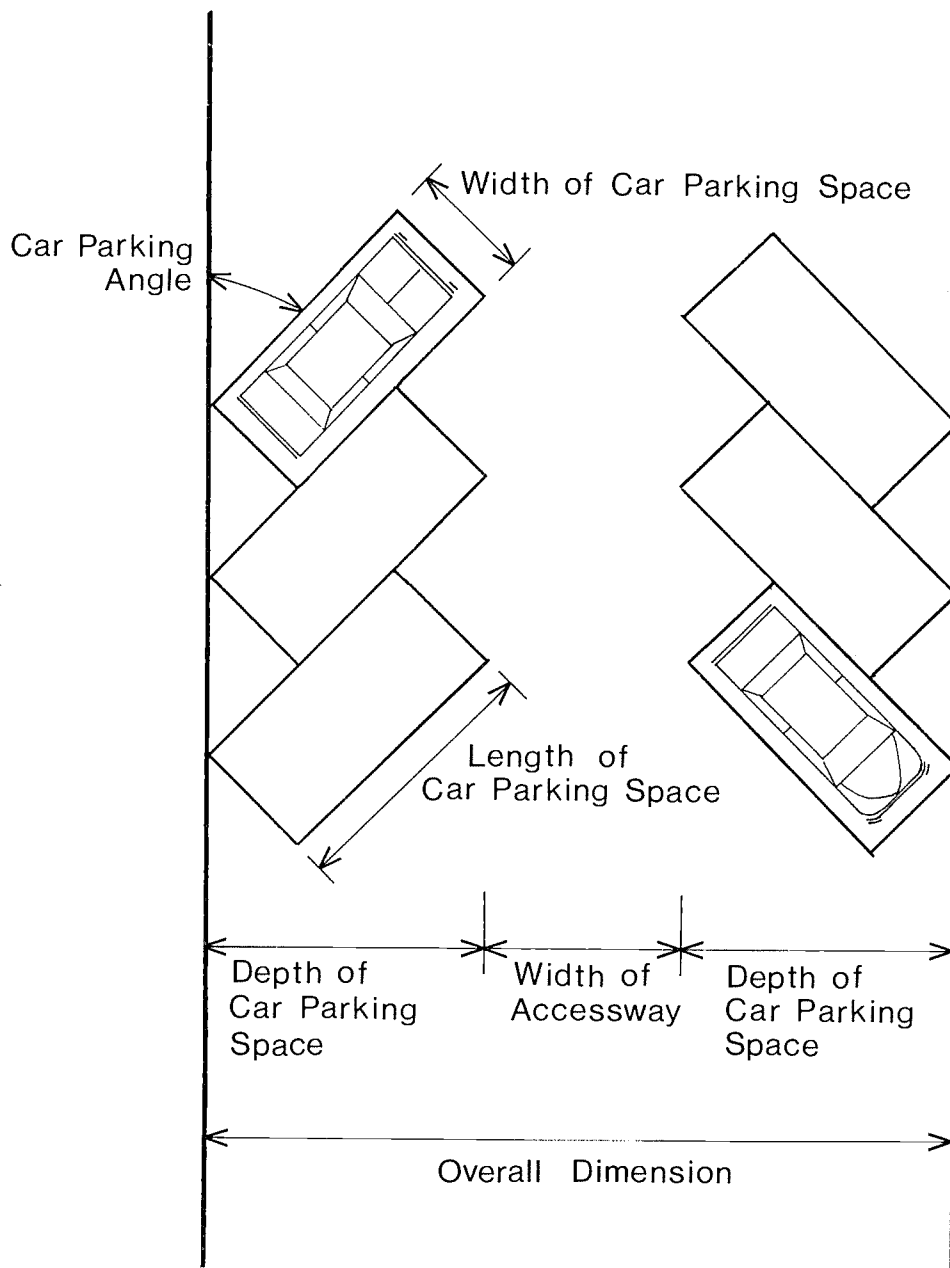 Width of Car Parking Space
Car Parking
Angle
Length of
Car Parking Space
Depth of
Car Parking
Space
Width of
Accessway
Depth of
Car Parking
Space
Overall Dimension